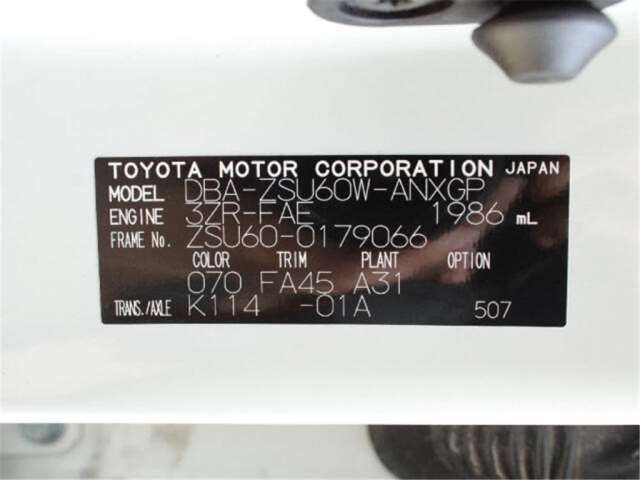 TOYOTA MOTOR CORPORATION JAPAN
MODEL DBA-ZSU60W-ANXGP
ENGINE 3ZR-FAE 1986 mL
FRAME No. ZSU60-0179066
COLOR TRIM PLANT OPTION
070 FA45 A31
TRANS./AXLE K114 -01A 507